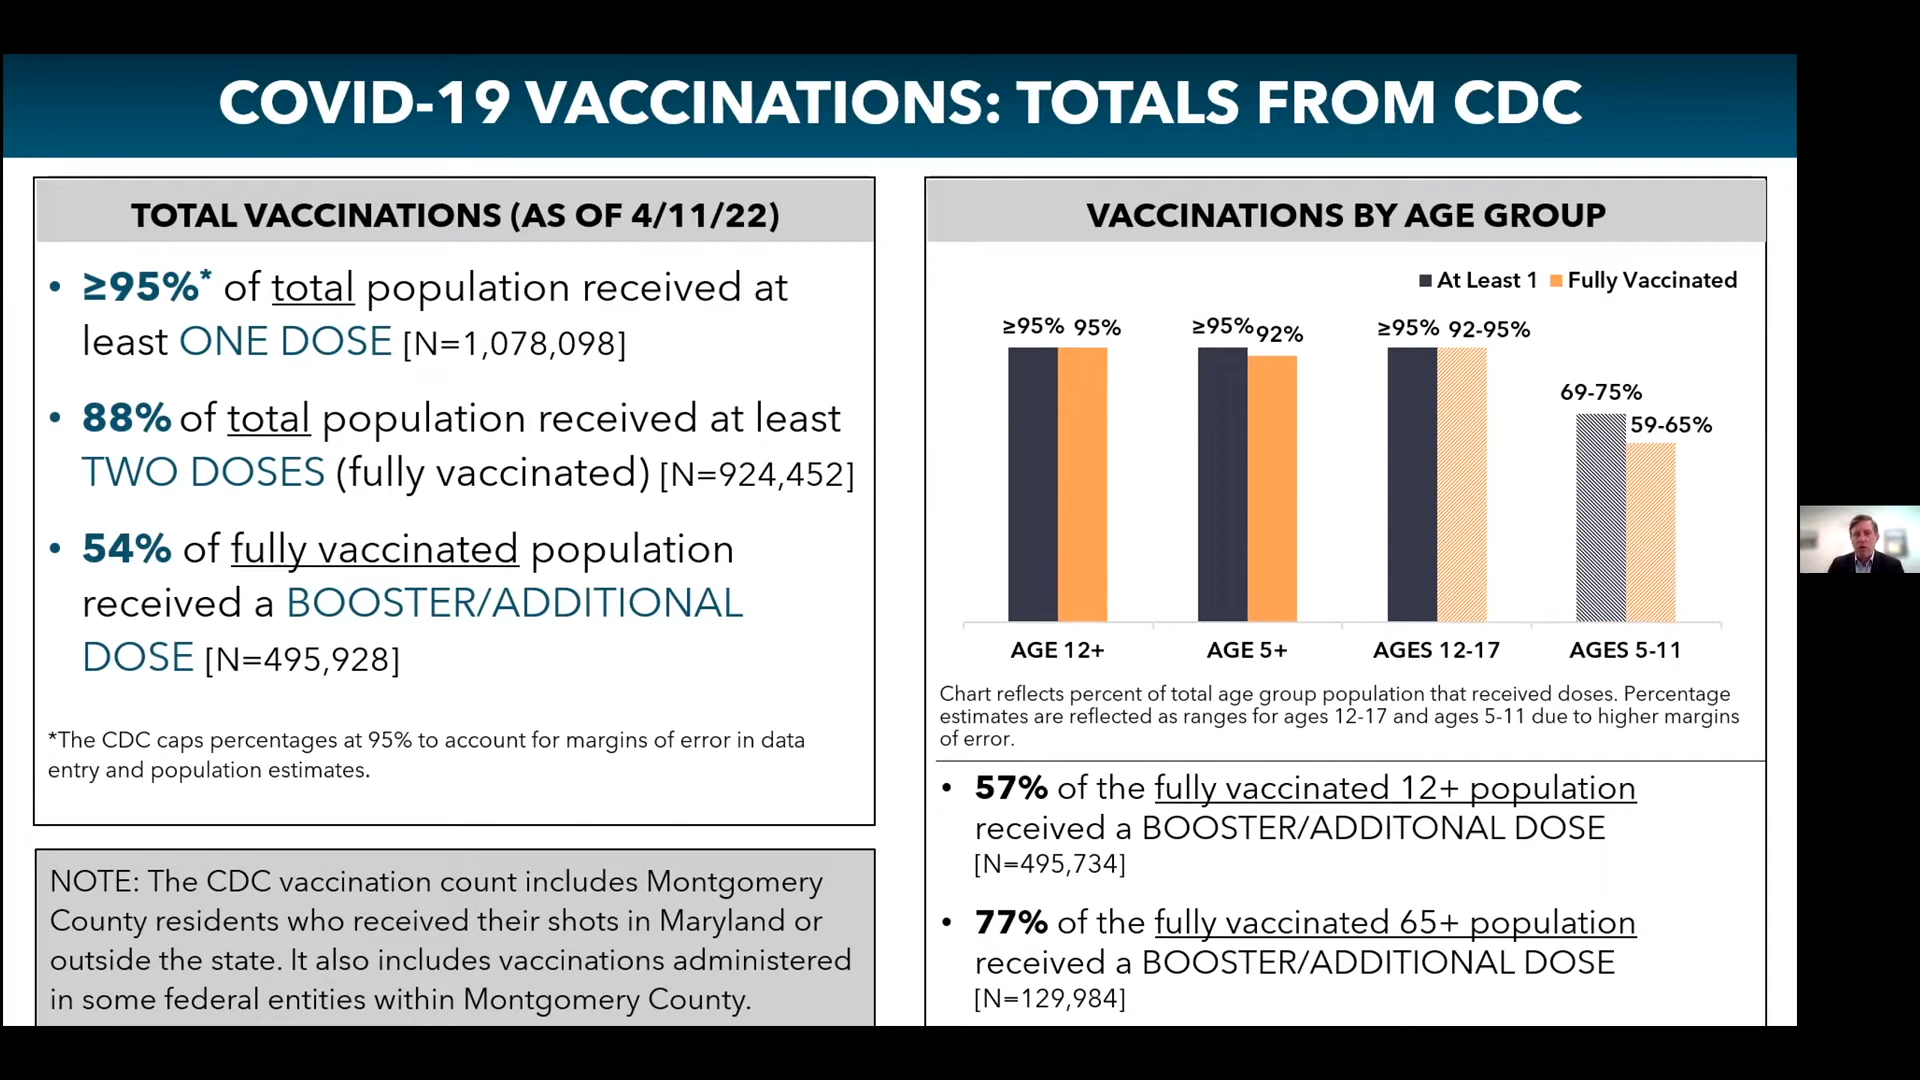 COVID-19 VACCINATIONS: TOTALS FROM CDC
TOTAL VACCINATIONS (AS OF 4/11/22)
• ≥95%* of total population received at
least ONE DOSE [N=1,078,098]
• 88% of total population received at least
TWO DOSES (fully vaccinated) [N=924,452]
• 54% of fully vaccinated population
received a BOOSTER/ADDITIONAL
DOSE [N=495,928]
*The CDC caps percentages at 95% to account for margins of error in data
entry and population estimates.
NOTE: The CDC vaccination count includes Montgomery
County residents who received their shots in Maryland or
outside the state. It also includes vaccinations administered
in some federal entities within Montgomery County.
VACCINATIONS BY AGE GROUP
At Least 1 Fully Vaccinated
≥95% 95% ≥95% 92% ≥95% 92-95%
69-75%
59-65%
AGE 12+ AGE 5+ AGES 12-17 AGES 5-11
Chart reflects percent of total age group population that received doses. Percentage
estimates are reflected as ranges for ages 12-17 and ages 5-11 due to higher margins
of error.
• 57% of the fully vaccinated 12+ population
received a BOOSTER/ADDITONAL DOSE
[N=495,734]
• 77% of the fully vaccinated 65+ population
received a BOOSTER/ADDITIONAL DOSE
[N=129,984]